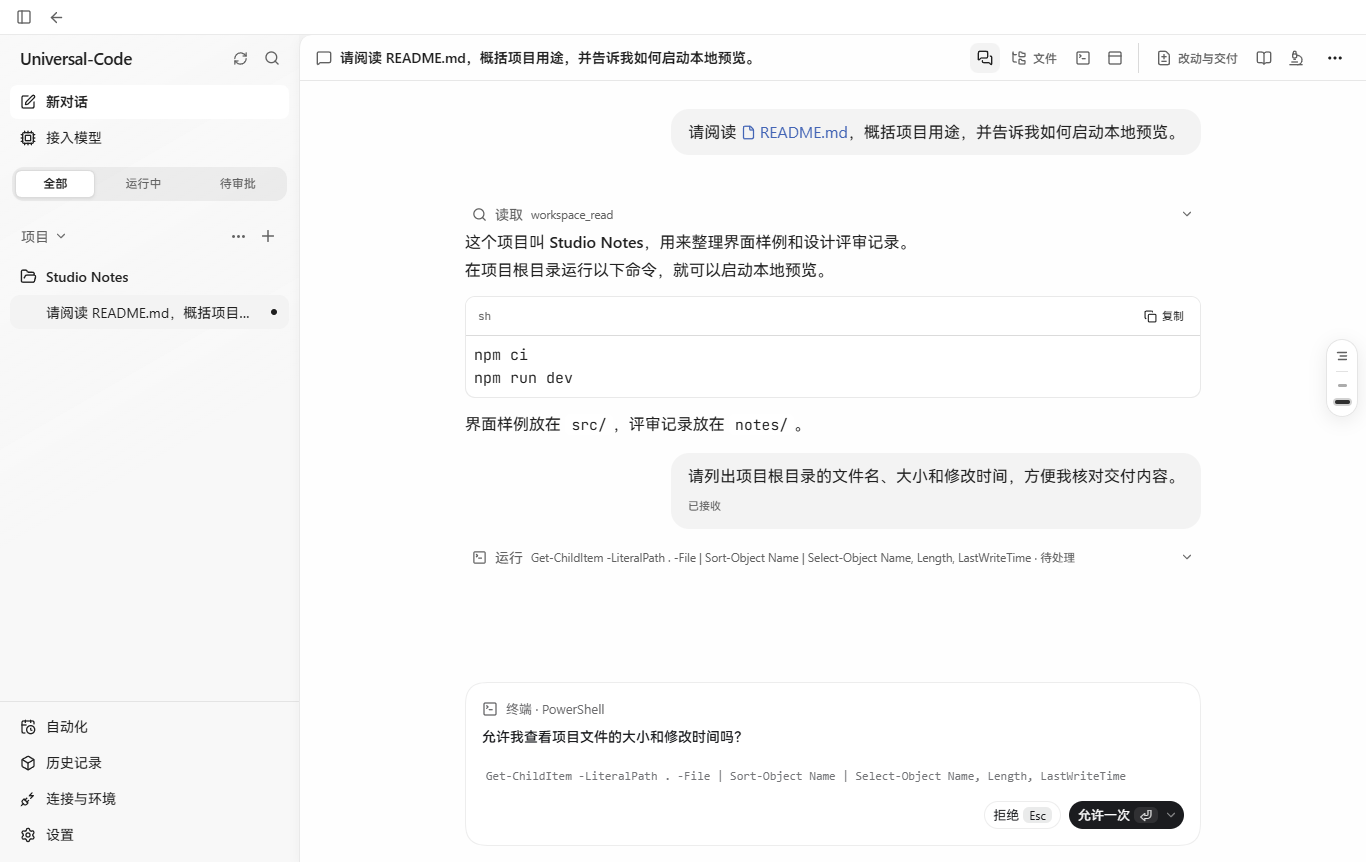 Universal-Code
新对话
接入模型
全部 运行中 待审批
项目
Studio Notes
请阅读 README.md，概括项目...
自动化
历史记录
连接与环境
设置
请阅读 README.md，概括项目用途，并告诉我如何启动本地预览。
文件
改动与交付
请阅读 README.md，概括项目用途，并告诉我如何启动本地预览。
读取 workspace_read
这个项目叫 Studio Notes，用来整理界面样例和设计评审记录。
在项目根目录运行以下命令，就可以启动本地预览。
sh 复制
npm ci
npm run dev
界面样例放在 src/ ，评审记录放在 notes/ 。
请列出项目根目录的文件名、大小和修改时间，方便我核对交付内容。
已接收
运行 Get-ChildItem -LiteralPath . -File | Sort-Object Name | Select-Object Name, Length, LastWriteTime · 待处理
终端 · PowerShell
允许我查看项目文件的大小和修改时间吗？
Get-ChildItem -LiteralPath . -File | Sort-Object Name | Select-Object Name, Length, LastWriteTime
拒绝 Esc 允许一次